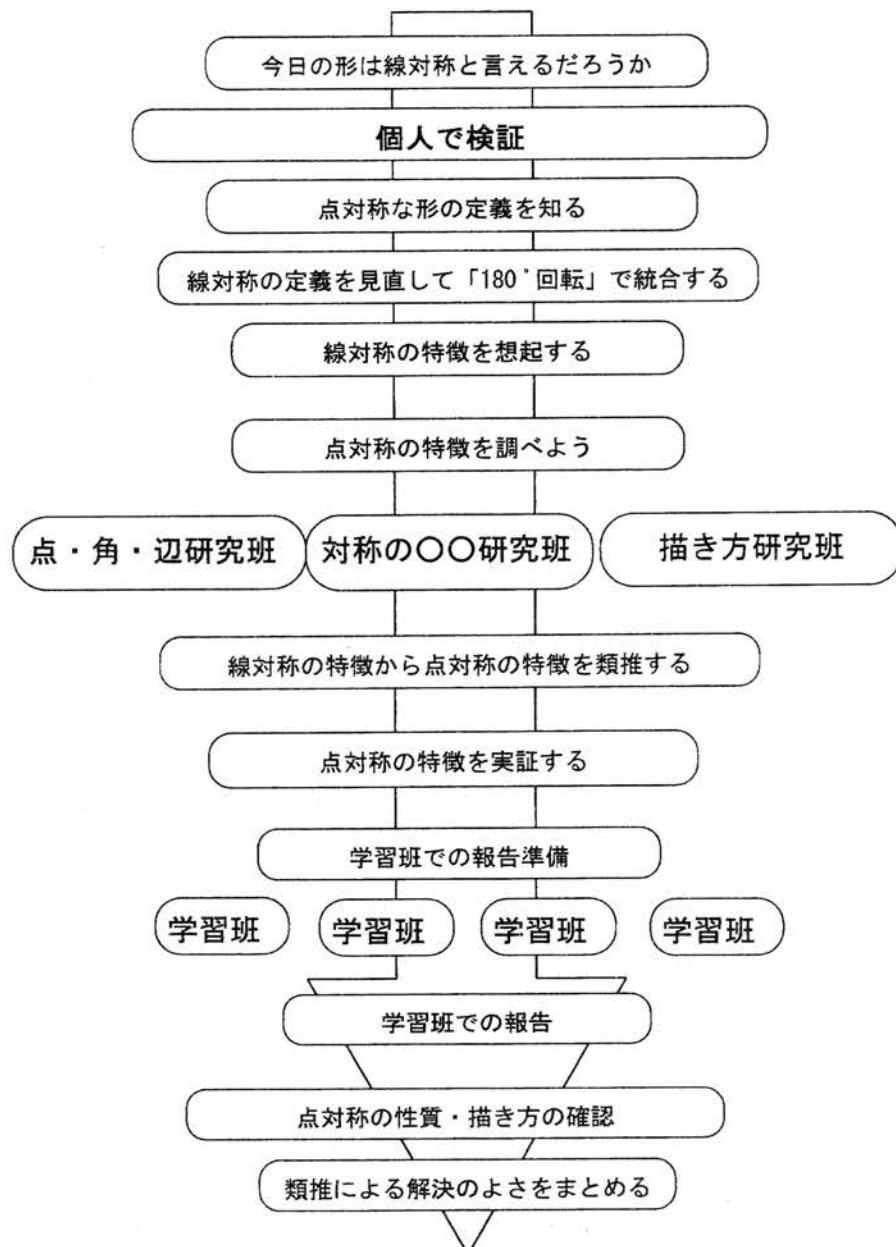 今日の形は線対称と言えるだろうか
個人で検証
点対称な形の定義を知る
線対称の定義を見直して「180°回転」で統合する
線対称の特徴を想起する
点対称の特徴を調べよう
点・角・辺研究班
対称の〇〇研究班
描き方研究班
線対称の特徴から点対称の特徴を類推する
点対称の特徴を実証する
学習班での報告準備
学習班
学習班
学習班
学習班
学習班での報告
点対称の性質・描き方の確認
類推による解決のよさをまとめる